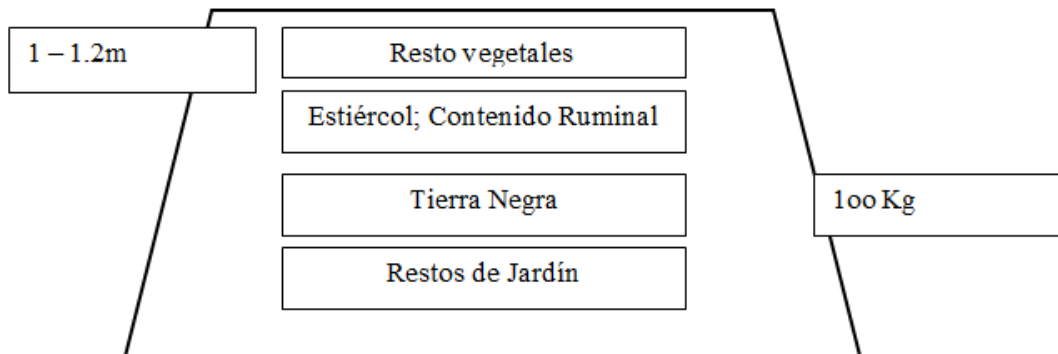 1 – 1.2m
Resto vegetales
Estiércol; Contenido Ruminal
Tierra Negra
1oo Kg
Restos de Jardín